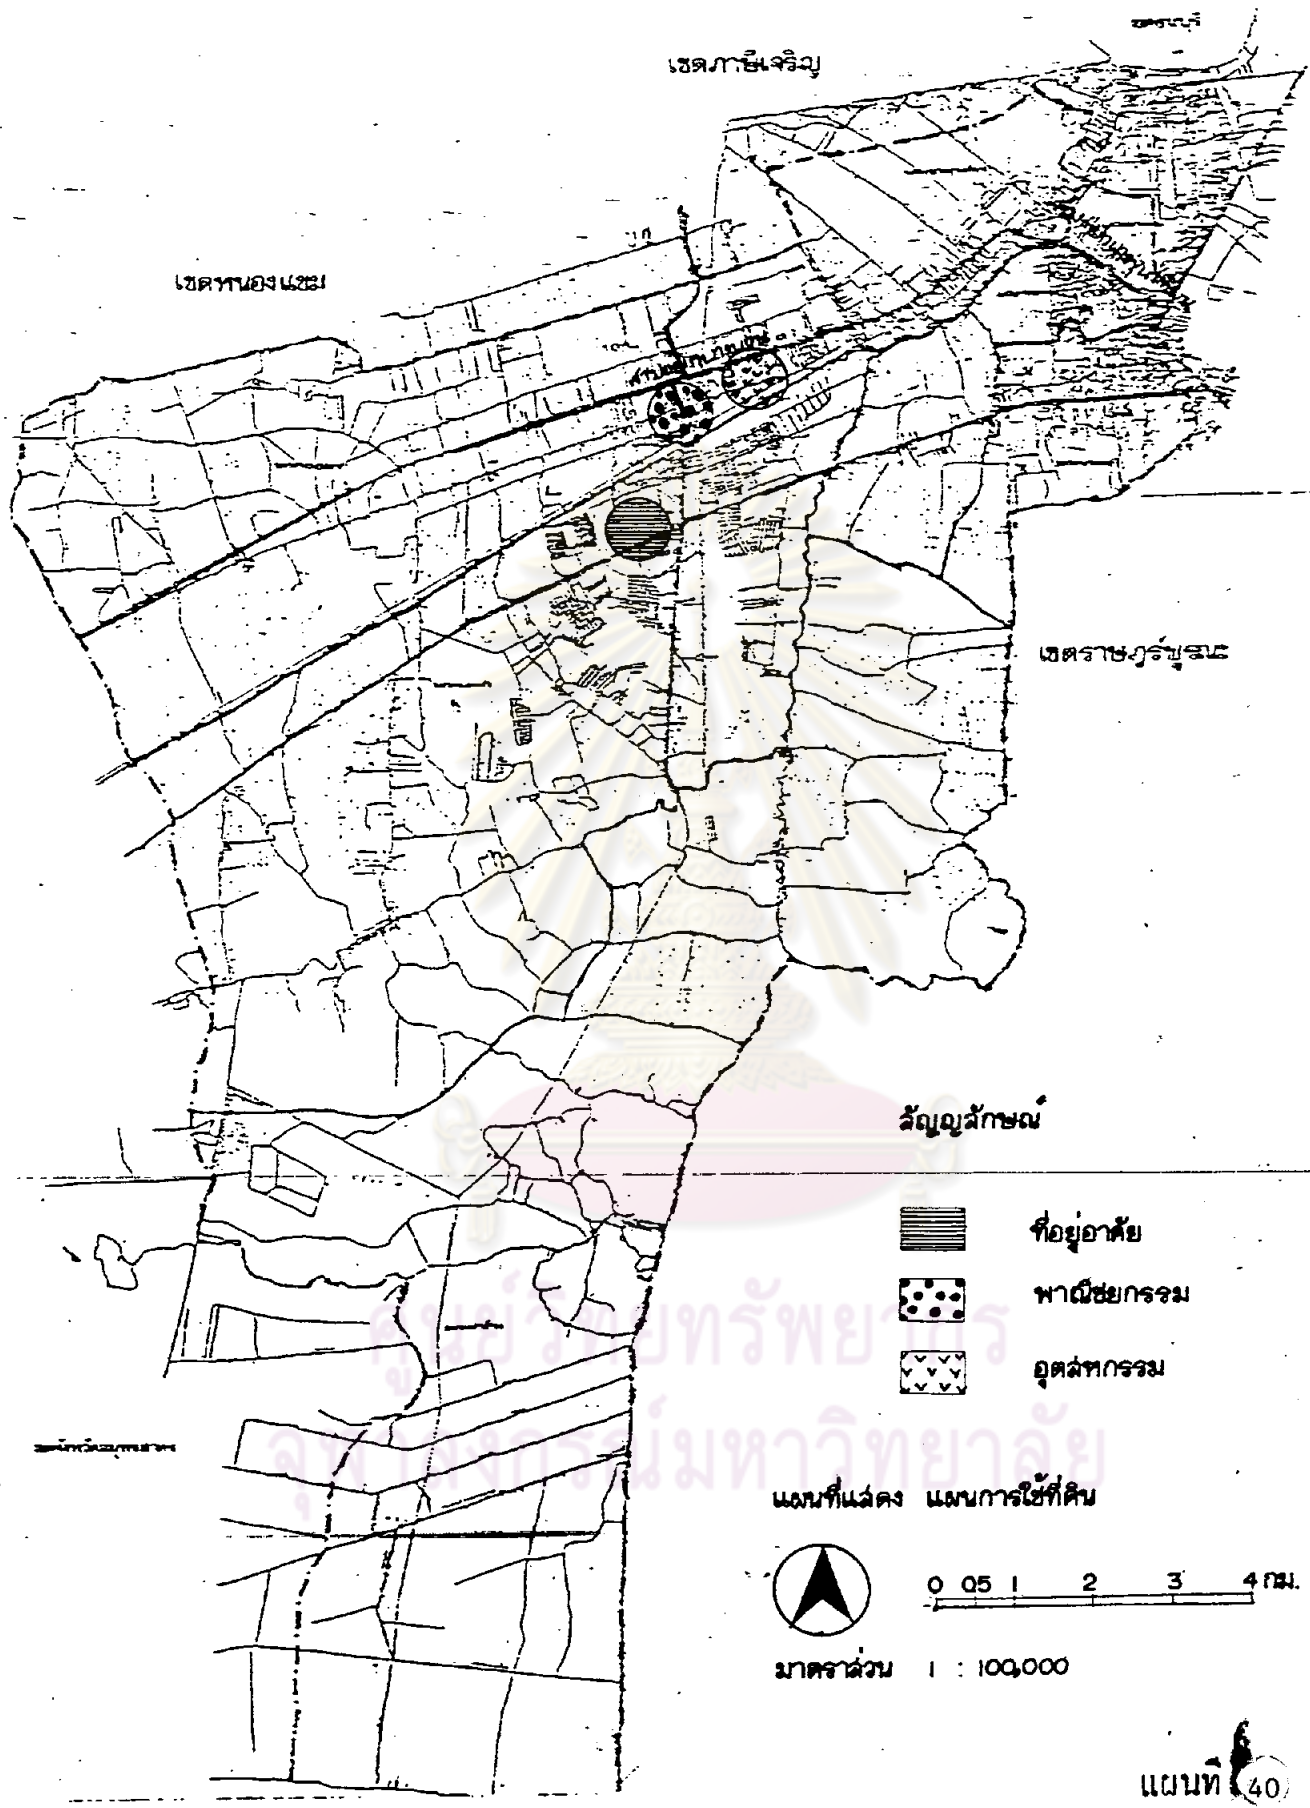 เขตภาษีเจริญ
เขตหนองแขม
เขตราษฎร์บูรณะ
สัญญลักษณ์
ที่อยู่อาศัย
พาณิชยกรรม
อุตสหกรรม
ศูนย์วิทยทรัพยากร
จุฬาลงกรณ์มหาวิทยาลัย
แผนที่แสดง แผนการใช้ที่ดิน
0 0.5 1 2 3 4 กม.
มาตราส่วน 1 : 100,000
แผนที่
40